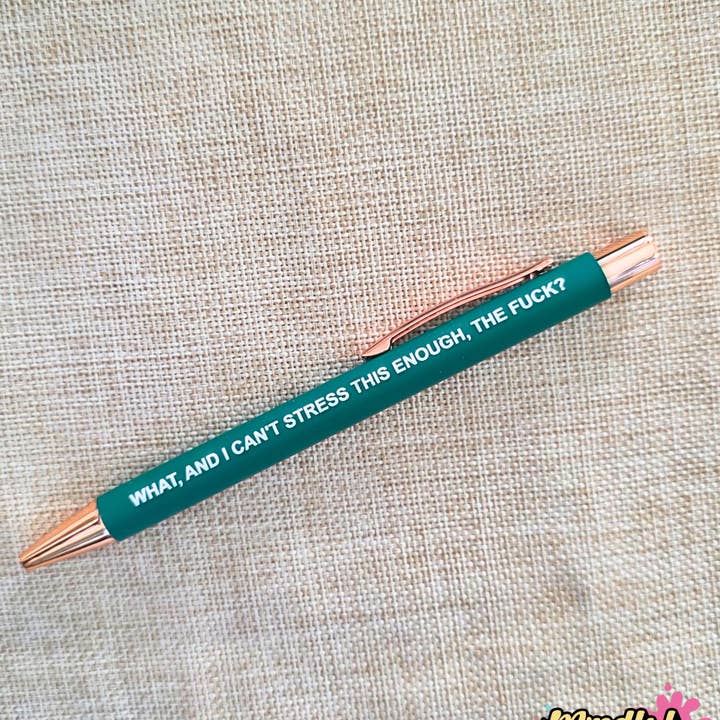 WHAT, AND I CAN'T STRESS THIS ENOUGH, THE FUCK?